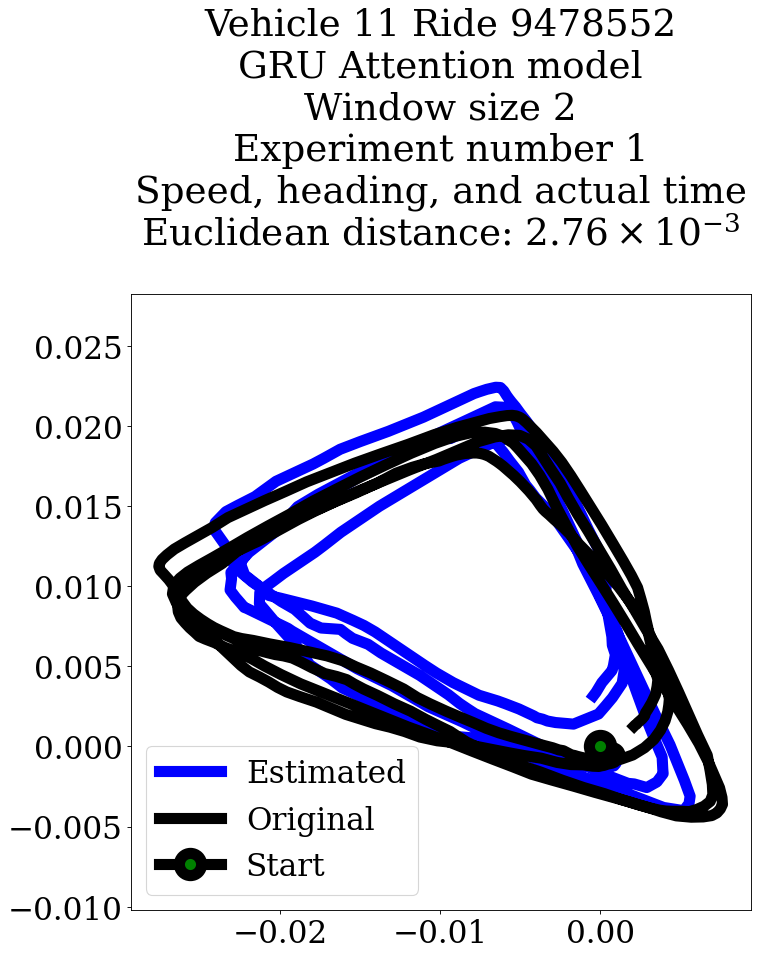 Vehicle 11 Ride 9478552
GRU Attention model
Window size 2
Experiment number 1
Speed, heading, and actual time
Euclidean distance: 2.76 × 10⁻³
0.025
0.020
0.015
0.010
0.005
0.000
−0.005
−0.010
Estimated
Original
Start
−0.02
−0.01
0.00